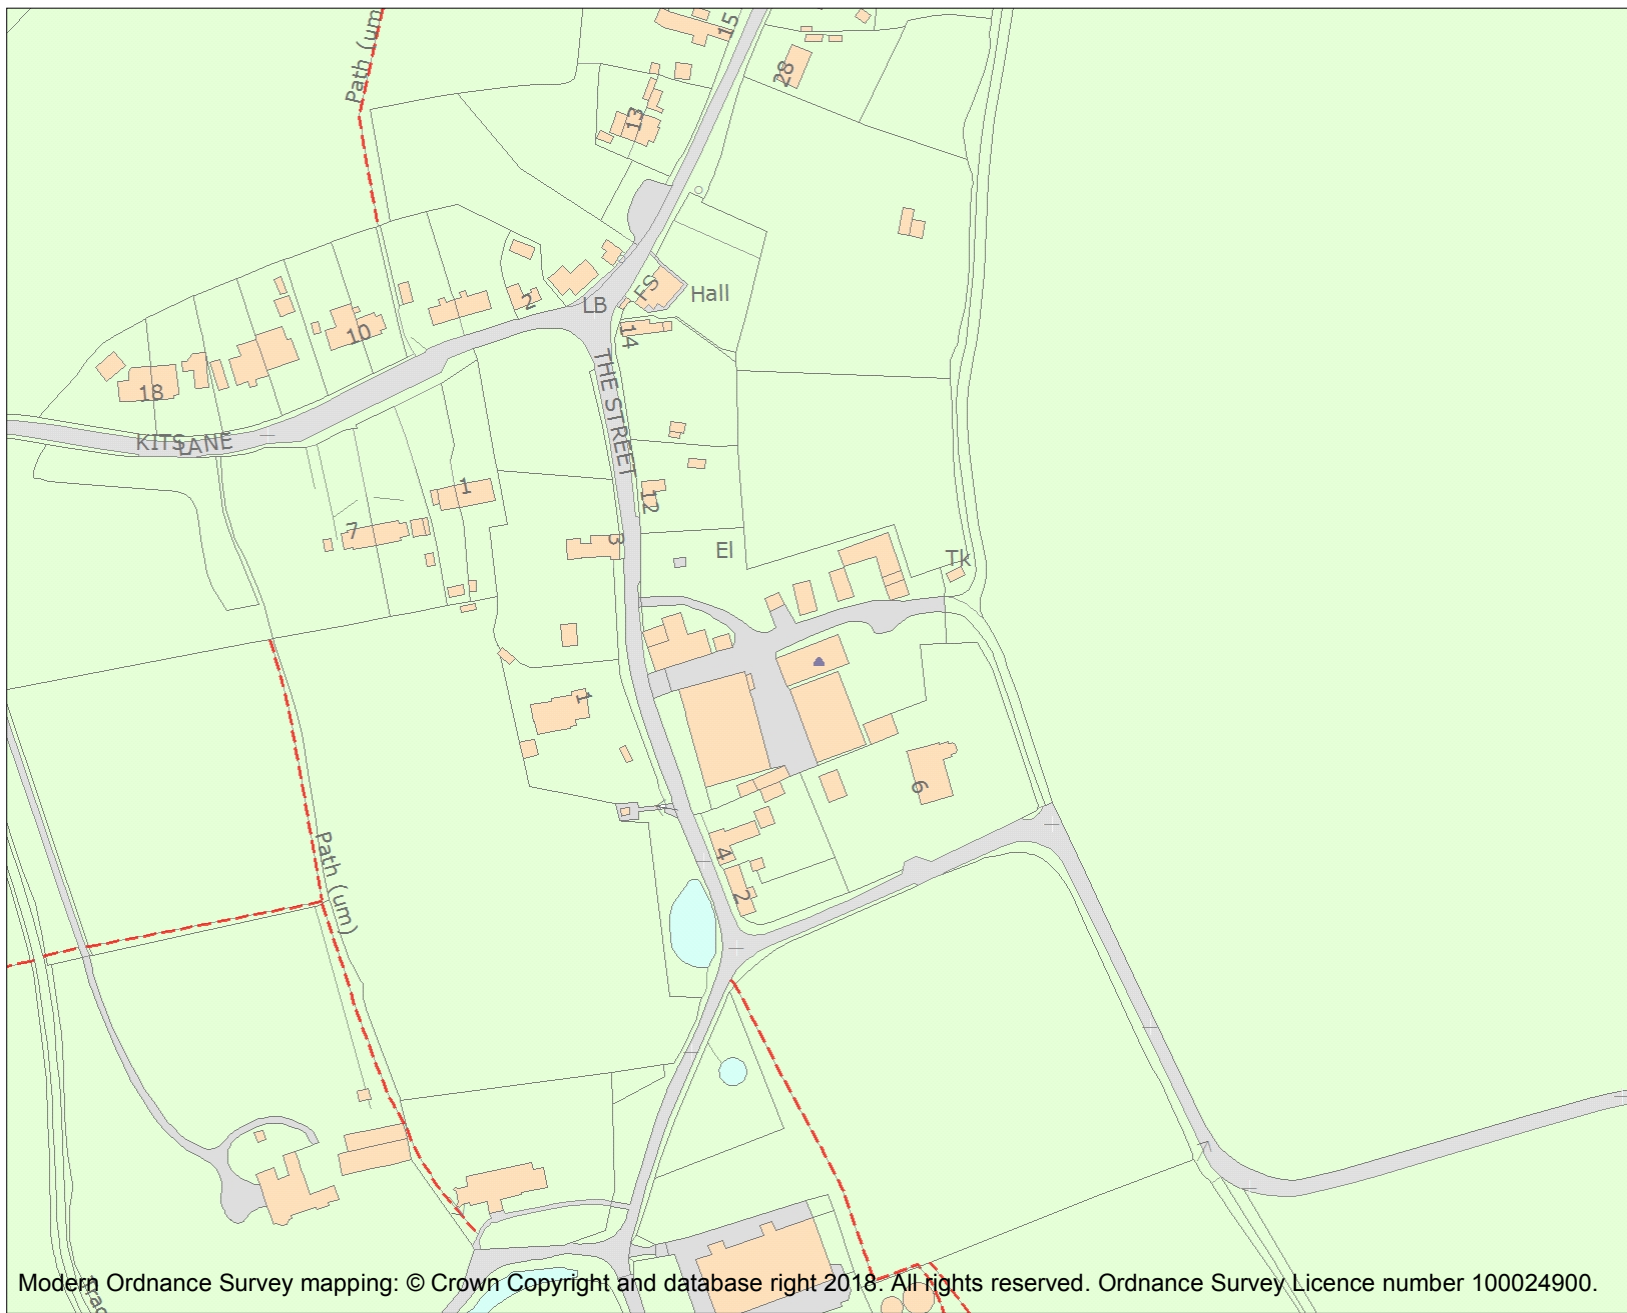 Path (um
15
28
13
2
LB
FS
Hall
10
14
18
THE STREET
KITS LANE
1
12
7
3
El
Tk
1
6
4
2
Path (um)
Trac
Modern Ordnance Survey mapping: © Crown Copyright and database right 2018. All rights reserved. Ordnance Survey Licence number 100024900.